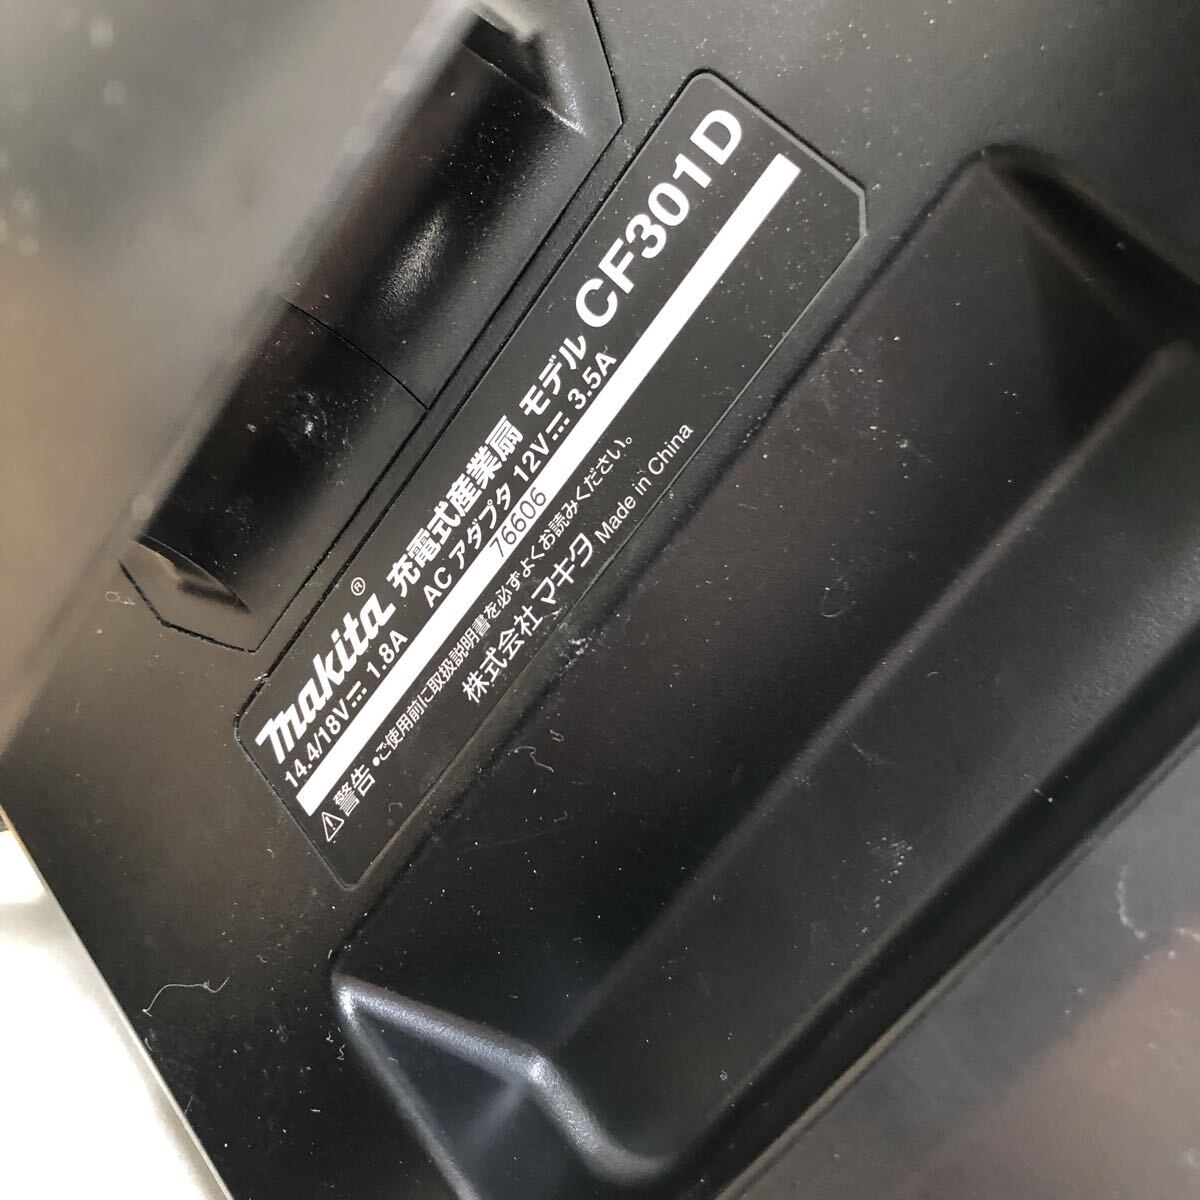 makita® 充電式産業扇 モデル CF301D
14.4/18V⎓ 1.8A ACアダプタ 12V⎓ 3.5A
76606
⚠警告・ご使用前に取扱説明書を必ずよくお読みください。
株式会社 マキタ Made in China